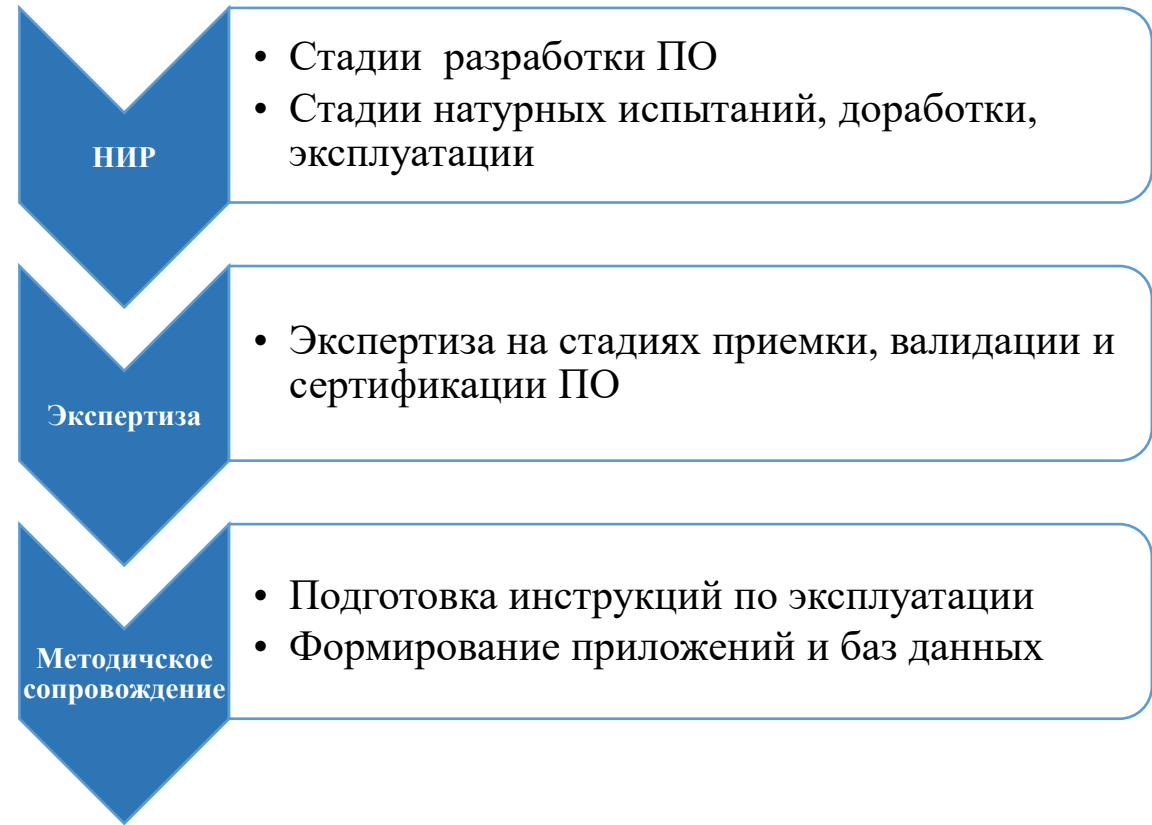 НИР
• Стадии  разработки ПО
• Стадии натурных испытаний, доработки,
эксплуатации
Экспертиза
• Экспертиза на стадиях приемки, валидации и
сертификации ПО
Методичское
сопровождение
• Подготовка инструкций по эксплуатации
• Формирование приложений и баз данных